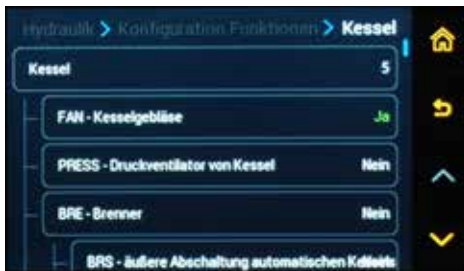 Hydraulik > Konfiguration Funktionen > Kessel
Kessel 5
FAN - Kesselgebläse Ja
PRESS - Druckventilator von Kessel Nein
BRE - Brenner Nein
BRS - äußere Abschaltung automatischen